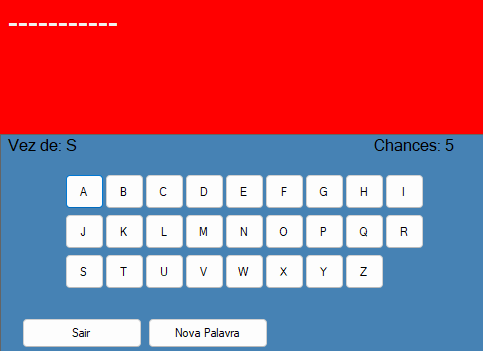 -----------
Vez de: S Chances: 5
A B C D E F G H I
J K L M N O P Q R
S T U V W X Y Z
Sair Nova Palavra